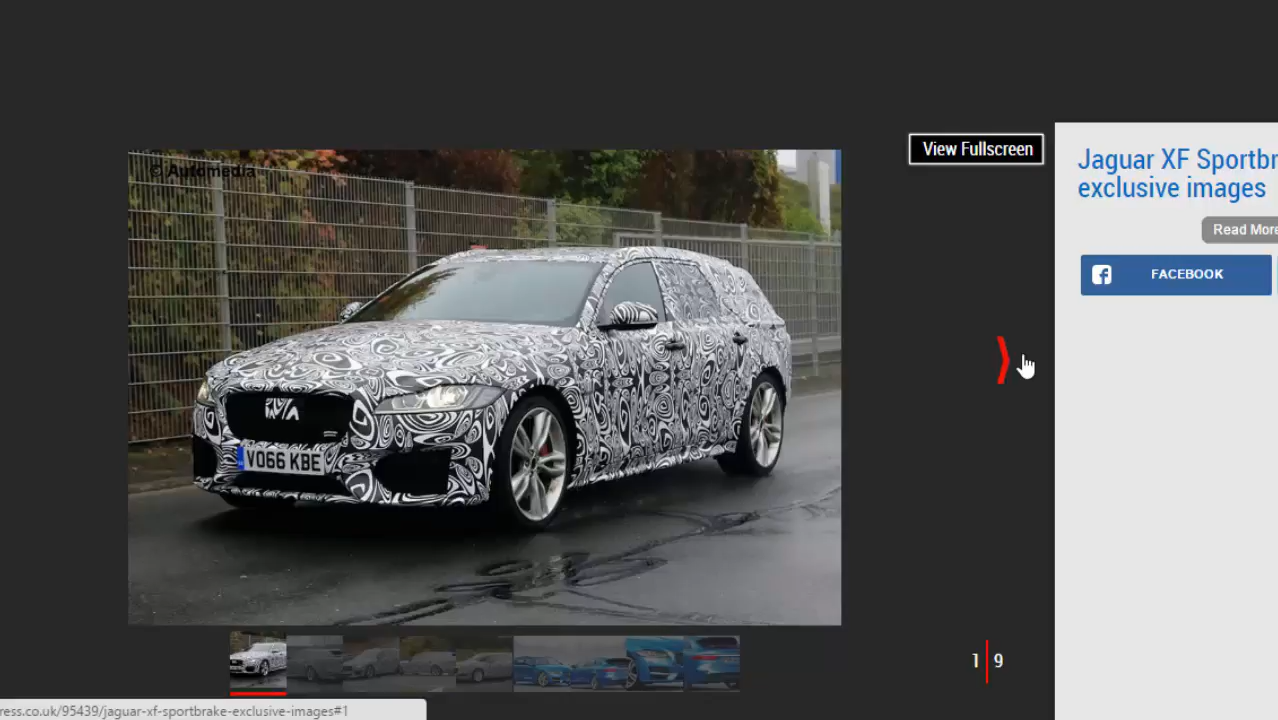 View Fullscreen
© Automedia
Jaguar XF Sportbr
exclusive images
Read More
FACEBOOK
VO66 KBE
1 9
ress.co.uk/95439/jaguar-xf-sportbrake-exclusive-images#1